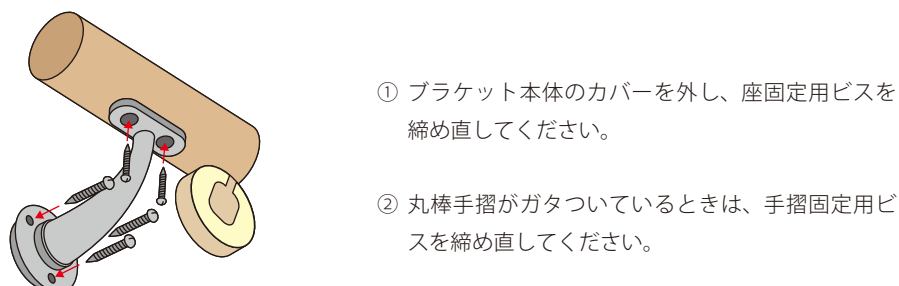 ① ブラケット本体のカバーを外し、座固定用ビスを
締め直してください。
② 丸棒手摺がガタついているときは、手摺固定用ビ
スを締め直してください。